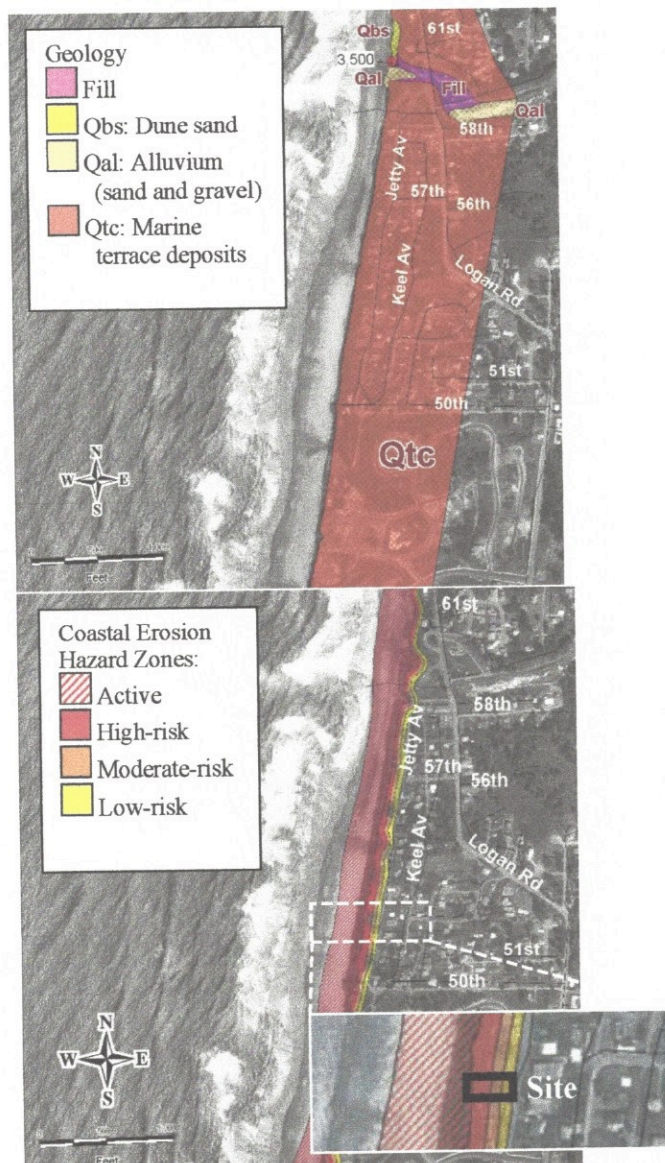 Geology
Fill
Qbs: Dune sand
Qal: Alluvium
(sand and gravel)
Qtc: Marine
terrace deposits
Qbs
61st
3 500
Qal
Fill
Qal
58th
Jetty Av
57th
56th
Keel Av
Logan Rd
51st
50th
Qtc
N
W E
S
Feet
Coastal Erosion
Hazard Zones:
Active
High-risk
Moderate-risk
Low-risk
61st
58th
Jetty Av
57th
56th
Keel Av
Logan Rd
51st
50th
N
W E
S
Feet
Site